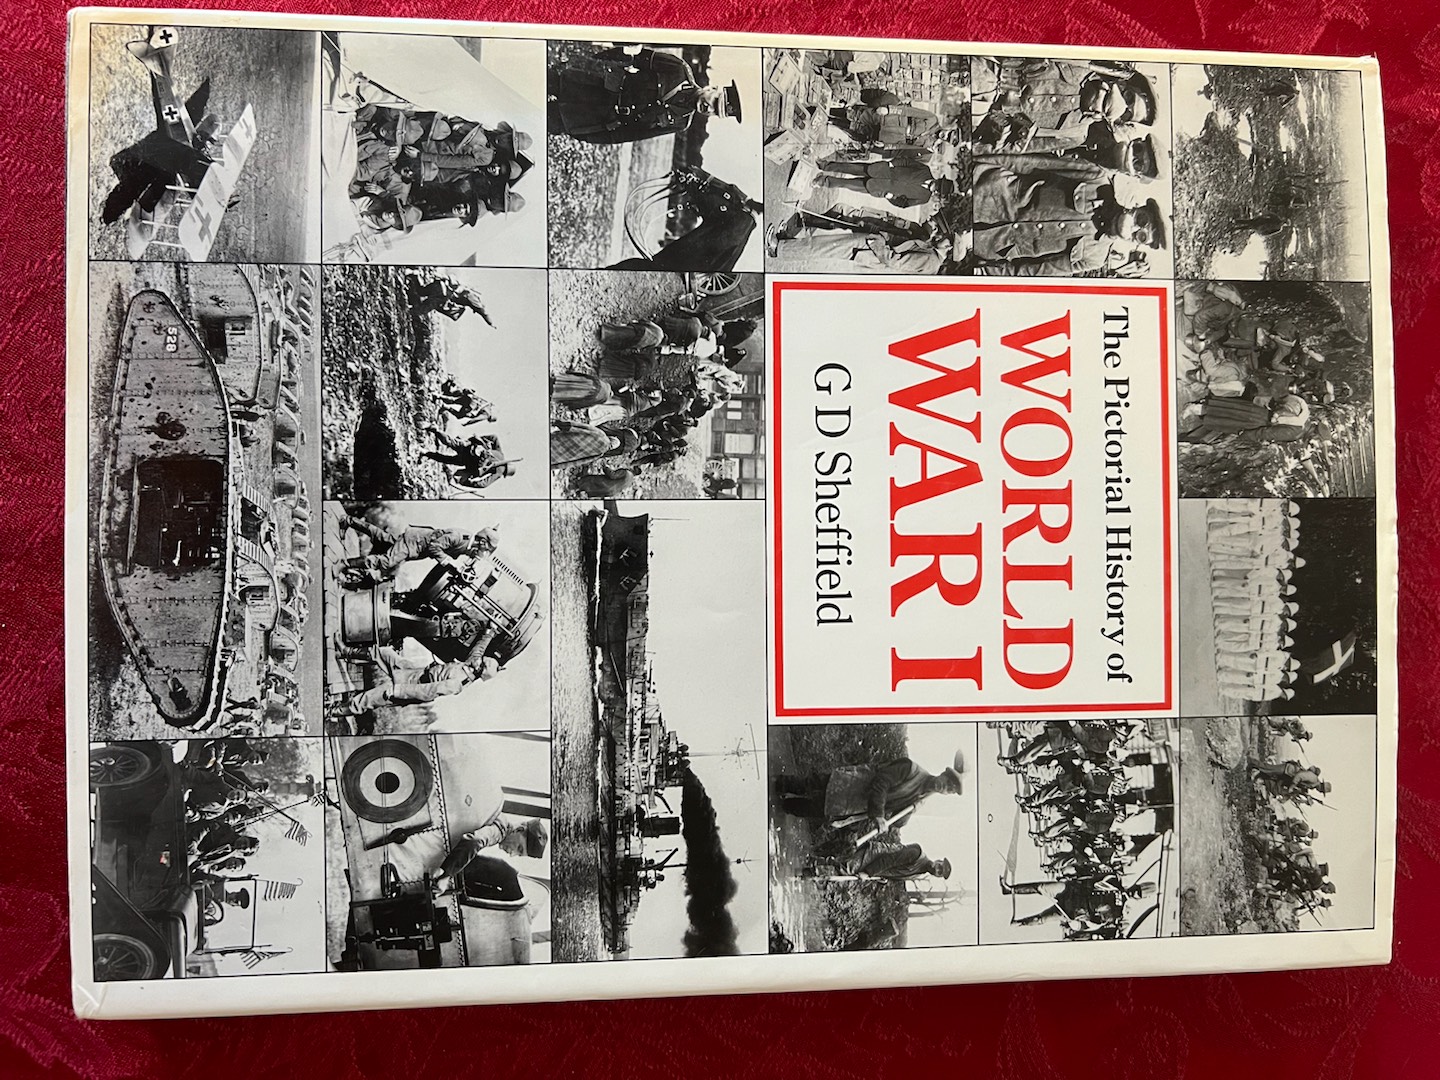 The Pictorial History of
WORLD
WAR I
G D Sheffield
528